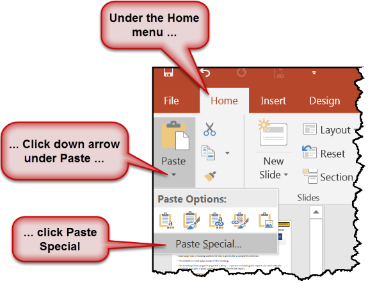 Under the Home
menu ...
File Home Insert Design
... Click down arrow
under Paste ...
Paste
New
Slide
Layout
Reset
Section
Slides
Paste Options:
... click Paste
Special
Paste Special...